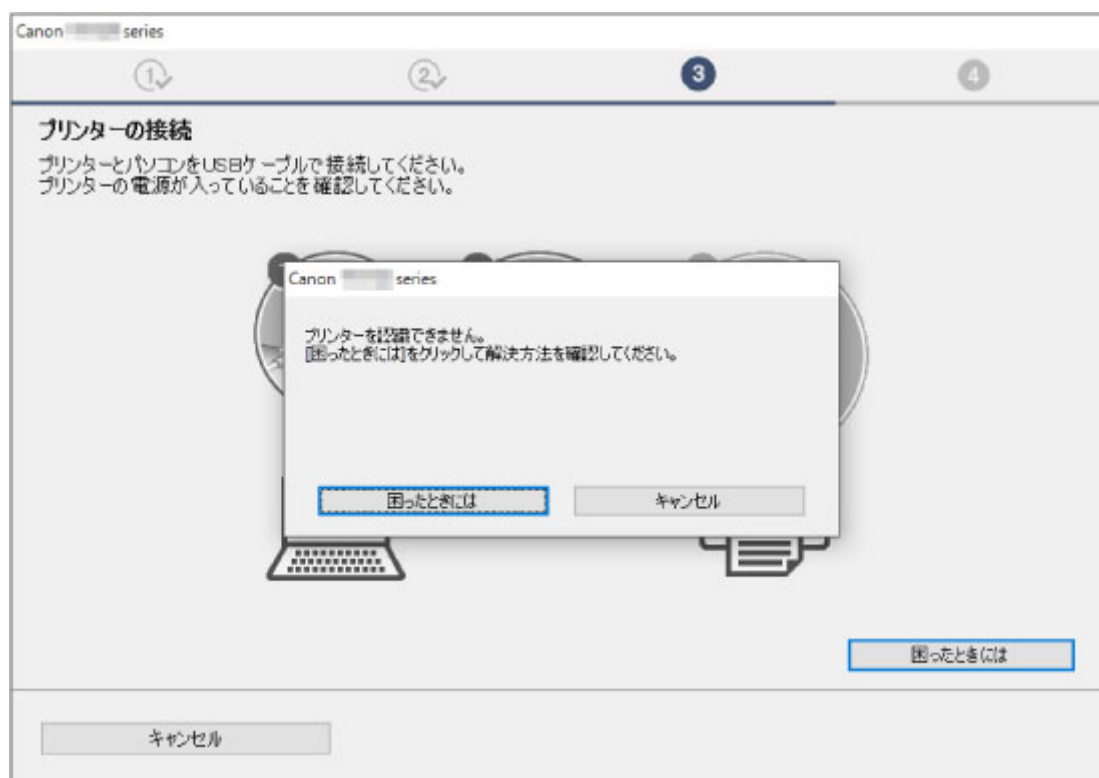 Canon series
1
2
3
4
プリンターの接続
プリンターとパソコンをUSBケーブルで接続してください。
プリンターの電源が入っていることを確認してください。
Canon series
プリンターを認識できません。
[困ったときには]をクリックして解決方法を確認してください。
困ったときには
キャンセル
困ったときには
キャンセル